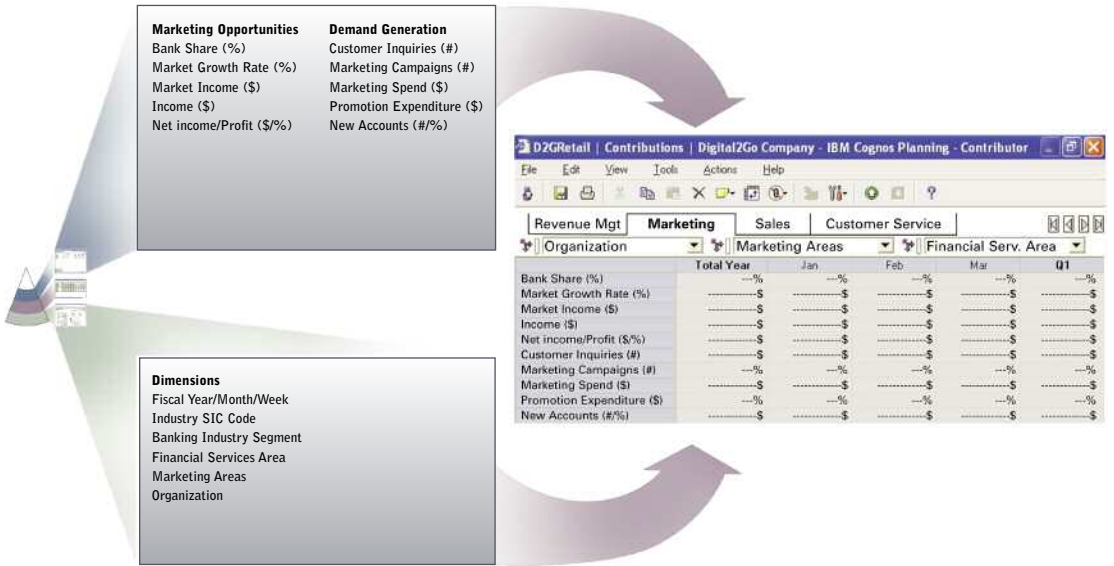 Marketing Opportunities
Bank Share (%)
Market Growth Rate (%)
Market Income ($)
Income ($)
Net income/Profit ($/%)
Demand Generation
Customer Inquiries (#)
Marketing Campaigns (#)
Marketing Spend ($)
Promotion Expenditure ($)
New Accounts (#/%)
Dimensions
Fiscal Year/Month/Week
Industry SIC Code
Banking Industry Segment
Financial Services Area
Marketing Areas
Organization
D2GRetail | Contributions | Digital2Go Company - IBM Cognos Planning - Contributor
File Edit View Tools Actions Help
Revenue Mgt Marketing Sales Customer Service
Organization Marketing Areas Financial Serv. Area
Total Year Jan Feb Mar Q1
Bank Share (%) ---% ---% ---% ---% ---%
Market Growth Rate (%) ------------$ ------------$ ------------$ ------------$ ------------$
Market Income ($) ------------$ ------------$ ------------$ ------------$ ------------$
Income ($) ------------$ ------------$ ------------$ ------------$ ------------$
Net income/Profit ($/%) ------------$ ------------$ ------------$ ------------$ ------------$
Customer Inquiries (#) ------------$ ------------$ ------------$ ------------$ ------------$
Marketing Campaigns (#) ---% ---% ---% ---% ---%
Marketing Spend ($) ------------$ ------------$ ------------$ ------------$ ------------$
Promotion Expenditure ($) ---% ---% ---% ---% ---%
New Accounts (#/%) ------------$ ------------$ ------------$ ------------$ ------------$